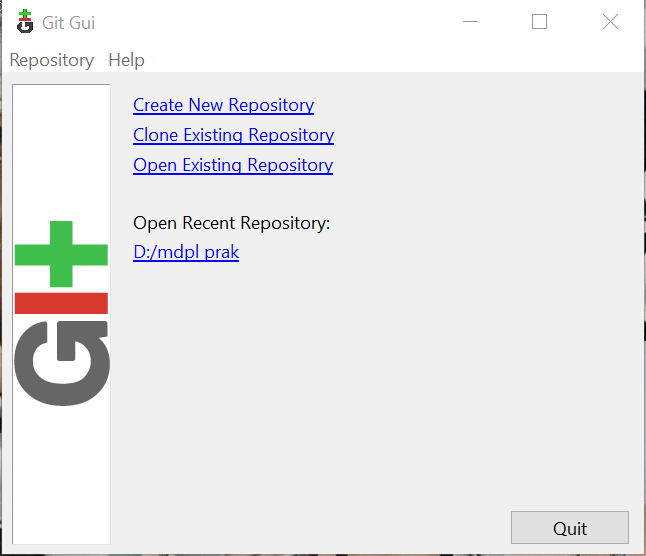 Git Gui
Repository Help
Create New Repository
Clone Existing Repository
Open Existing Repository
Open Recent Repository:
D:/mdpl prak
GI+
Quit